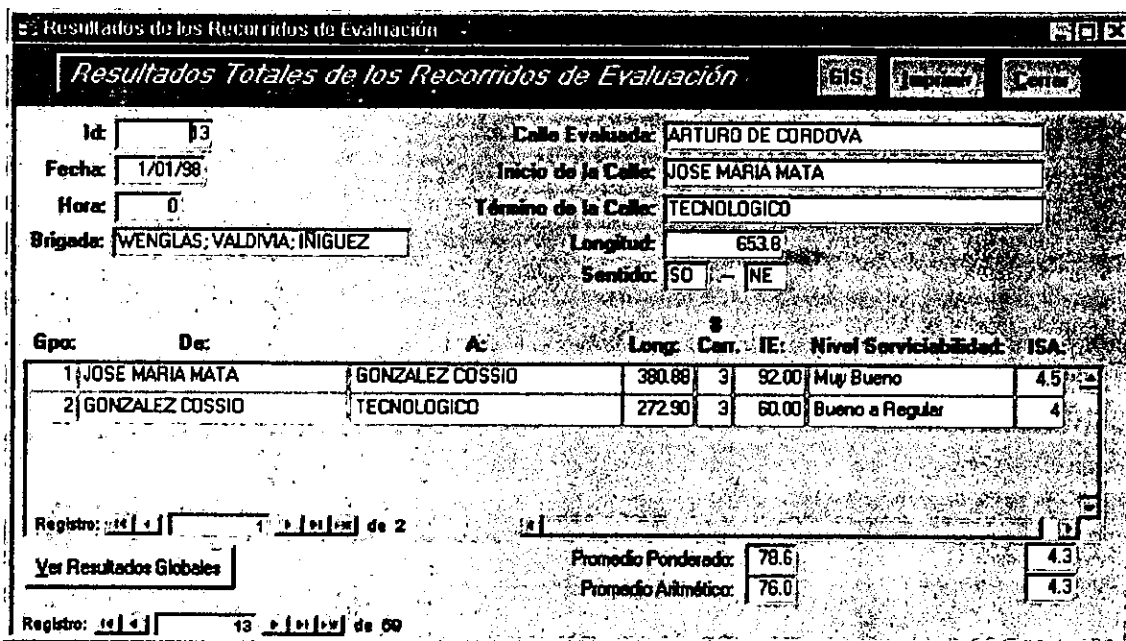 Resultados de los Recorridos de Evaluación
Resultados Totales de los Recorridos de Evaluación GIS Imprimir Cerrar
Id: 13 Calle Evaluada: ARTURO DE CORDOVA
Fecha: 1/01/98 Inicio de la Calle: JOSE MARIA MATA
Hora: 0 Término de la Calle: TECNOLOGICO
Brigada: WENGLAS; VALDIVIA; IÑIGUEZ Longitud: 653.8
Sentido: SO - NE
Gpo: De: A: Long: # Carr. IE: Nivel Serviciabilidad: ISA:
1 JOSE MARIA MATA GONZALEZ COSSIO 380.88 3 92.00 Muy Bueno 4.5
2 GONZALEZ COSSIO TECNOLOGICO 272.90 3 60.00 Bueno a Regular 4
Registro: 1 de 2
Ver Resultados Globales Promedio Ponderado: 78.6 4.3
Promedio Aritmético: 76.0 4.3
Registro: 13 de 69